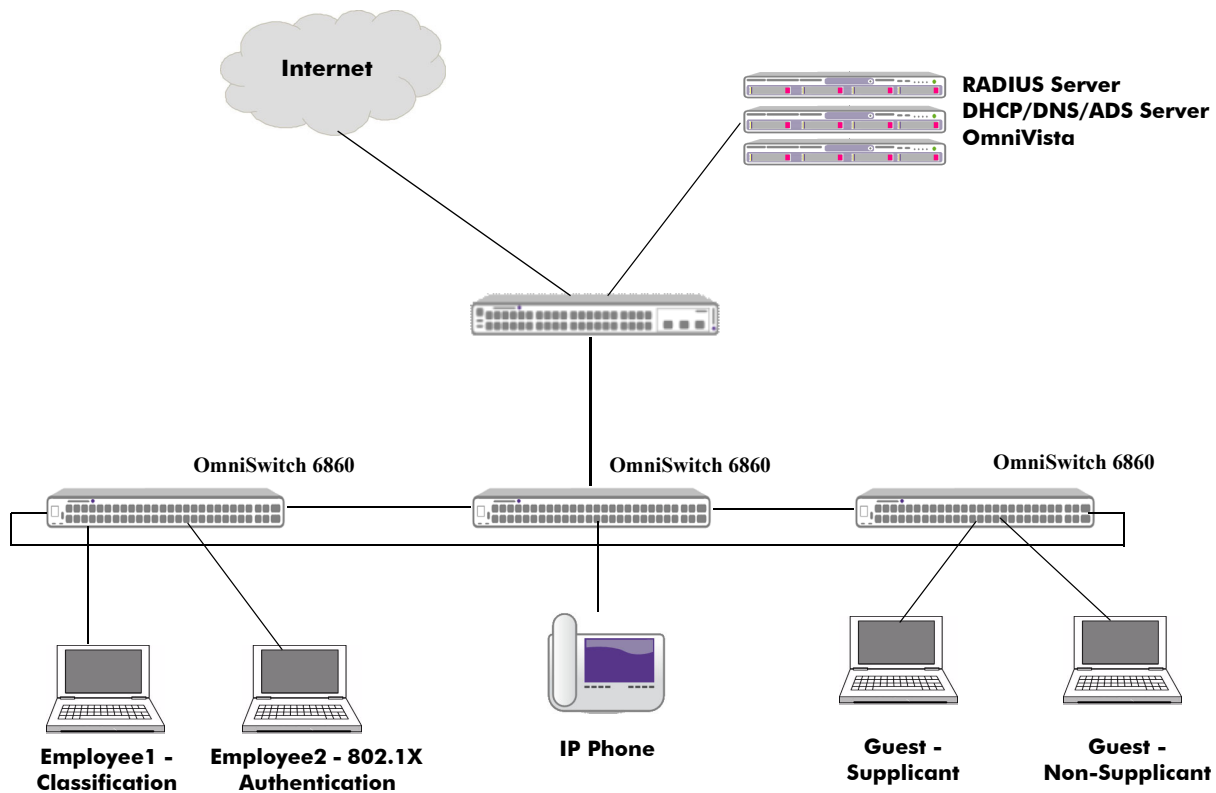 Internet
RADIUS Server
DHCP/DNS/ADS Server
OmniVista
OmniSwitch 6860
OmniSwitch 6860
OmniSwitch 6860
Employee1 -
Classification
Employee2 - 802.1X
Authentication
IP Phone
Guest -
Supplicant
Guest -
Non-Supplicant